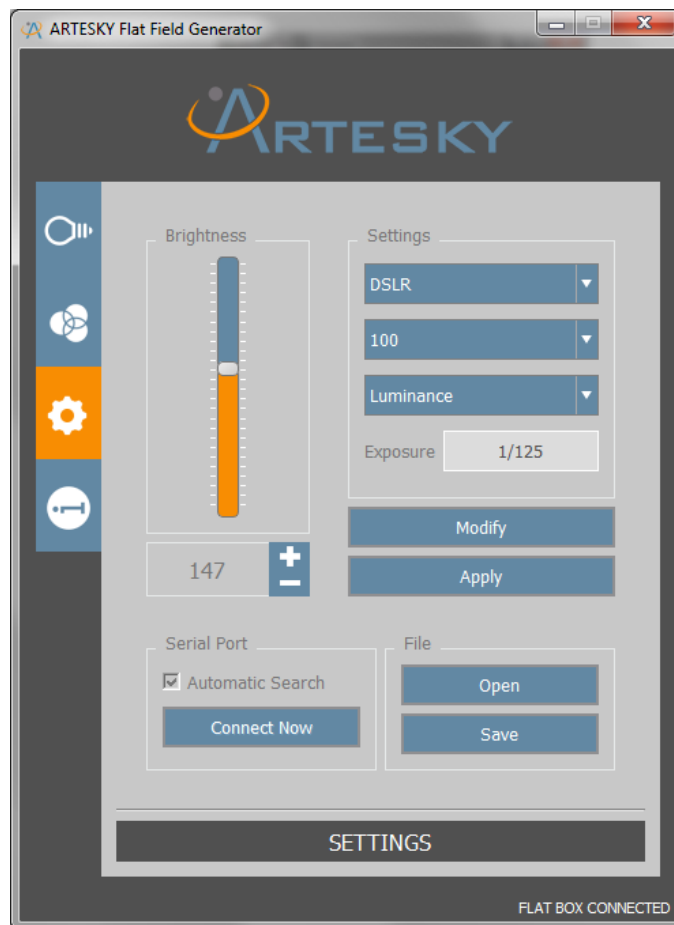 ARTESKY Flat Field Generator
ARTESKY
Brightness
Settings
DSLR
100
Luminance
Exposure 1/125
Modify
147
Apply
Serial Port
File
Automatic Search
Open
Connect Now
Save
SETTINGS
FLAT BOX CONNECTED